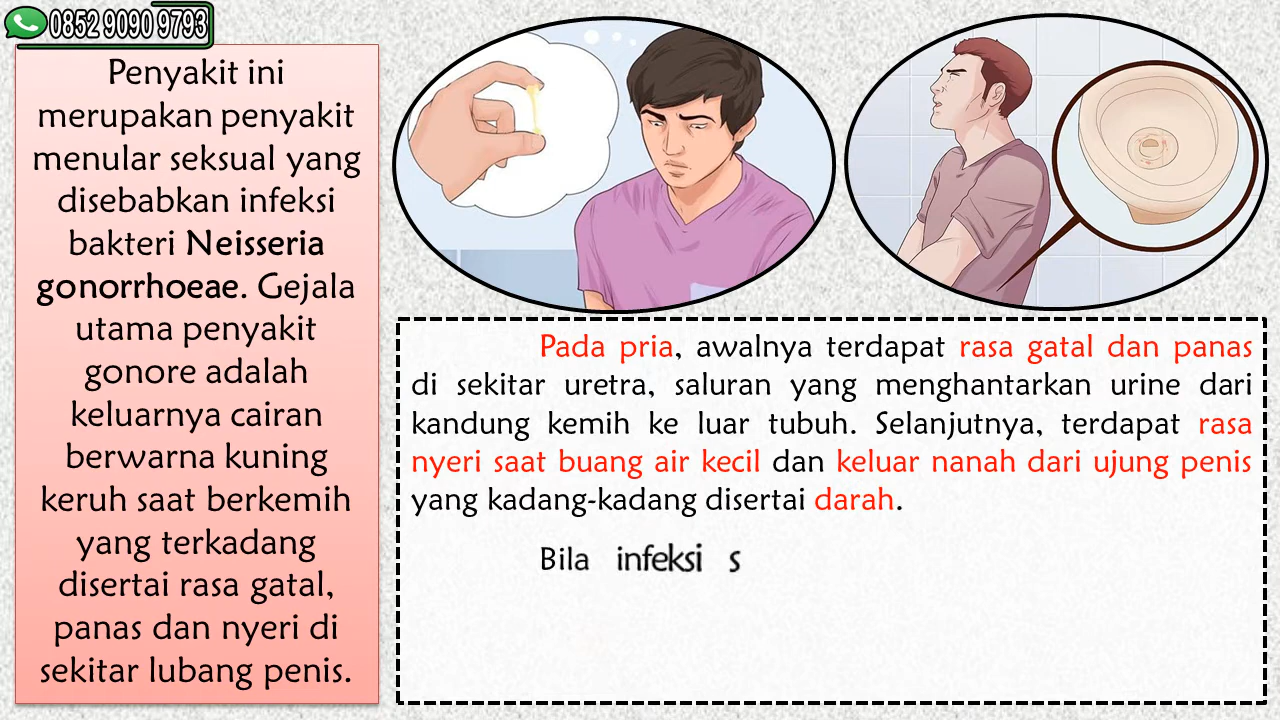 0852 9090 9793
Penyakit ini
merupakan penyakit
menular seksual yang
disebabkan infeksi
bakteri Neisseria
gonorrhoeae. Gejala
utama penyakit
gonore adalah
keluarnya cairan
berwarna kuning
keruh saat berkemih
yang terkadang
disertai rasa gatal,
panas dan nyeri di
sekitar lubang penis.
Pada pria, awalnya terdapat rasa gatal dan panas
di sekitar uretra, saluran yang menghantarkan urine dari
kandung kemih ke luar tubuh. Selanjutnya, terdapat rasa
nyeri saat buang air kecil dan keluar nanah dari ujung penis
yang kadang-kadang disertai darah.
Bila infeksi s